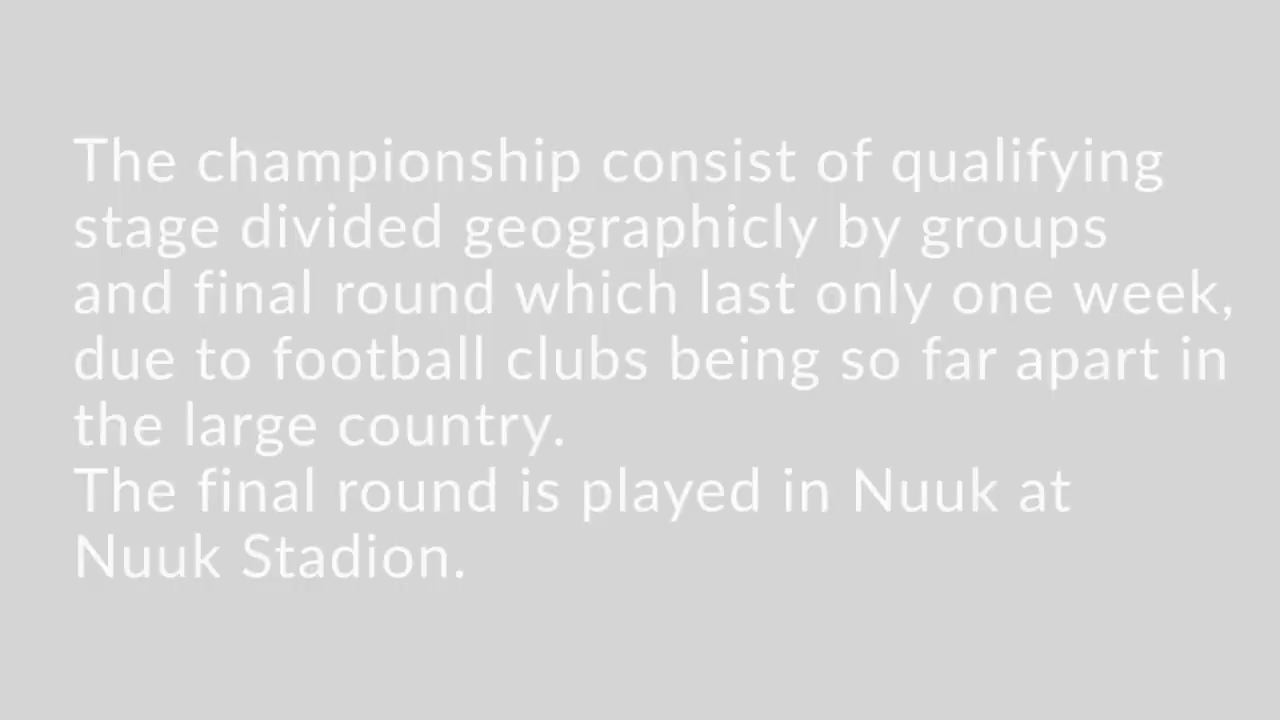 The championship consist of qualifying
stage divided geographicly by groups
and final round which last only one week,
due to football clubs being so far apart in
the large country.
The final round is played in Nuuk at
Nuuk Stadion.